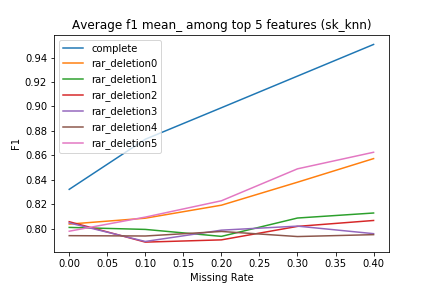 Average f1 mean_ among top 5 features (sk_knn)
complete
rar_deletion0
rar_deletion1
rar_deletion2
rar_deletion3
rar_deletion4
rar_deletion5
F1
0.94
0.92
0.90
0.88
0.86
0.84
0.82
0.80
0.00 0.05 0.10 0.15 0.20 0.25 0.30 0.35 0.40
Missing Rate